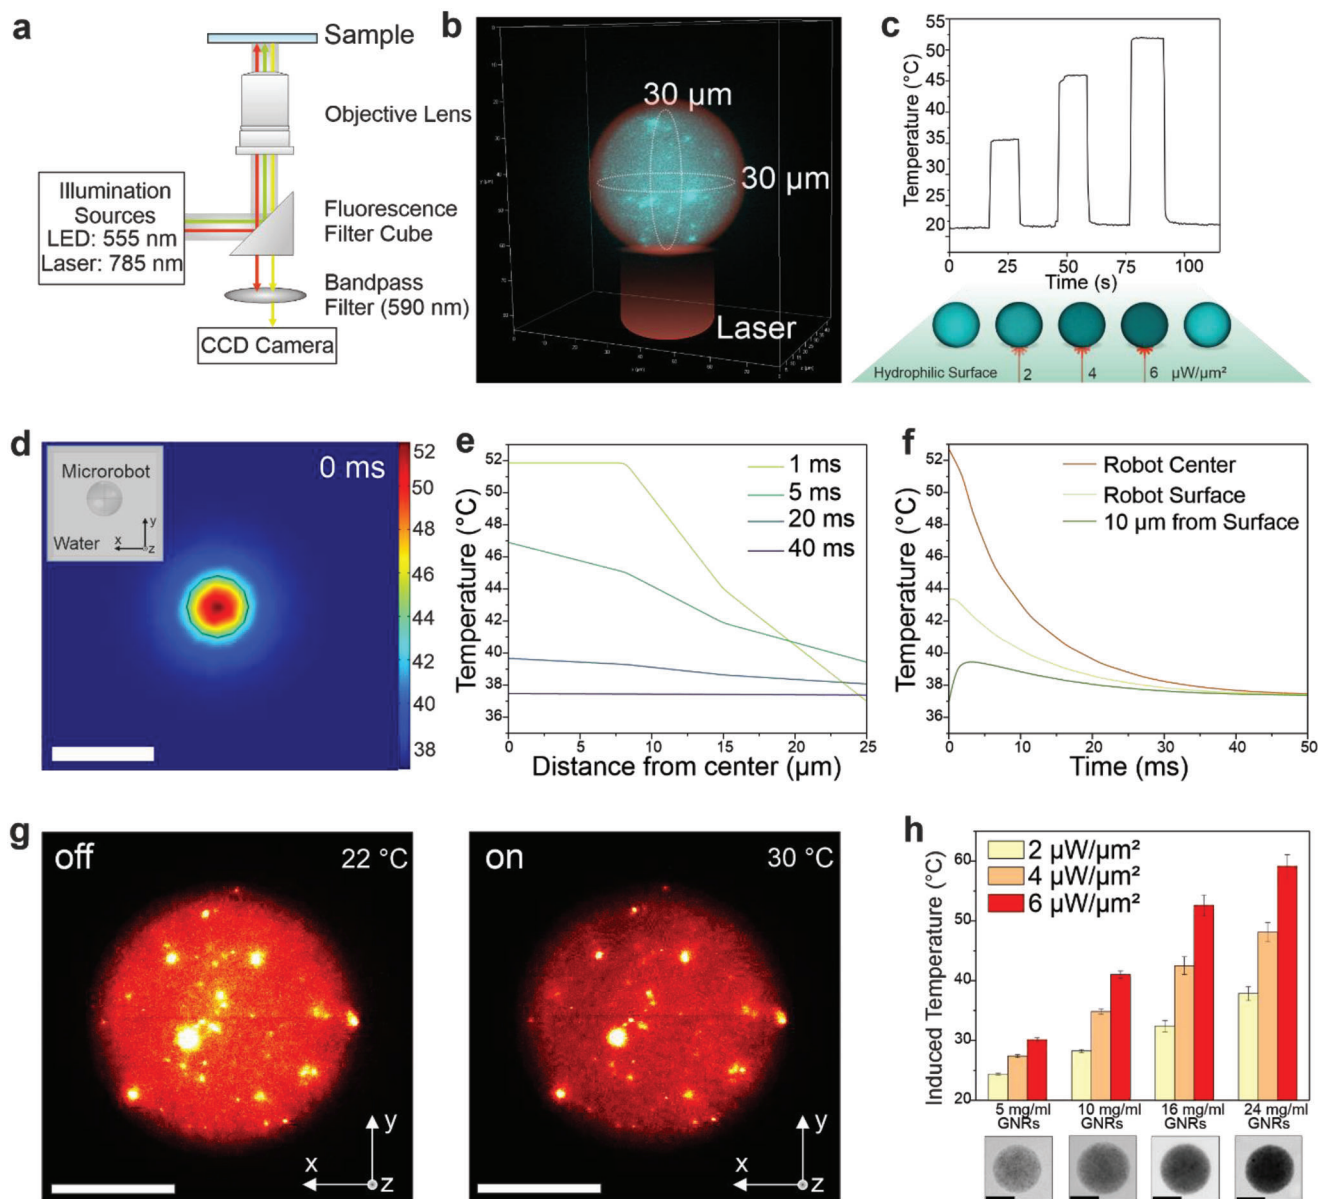 a
Sample
Objective Lens
Illumination
Sources
LED: 555 nm
Laser: 785 nm
Fluorescence
Filter Cube
Bandpass
Filter (590 nm)
CCD Camera
b
30 µm
30 µm
Laser
c
Temperature (°C)
55
50
45
40
35
30
25
20
0
25
50
75
100
Time (s)
Hydrophilic Surface
2
4
6
µW/µm²
d
Microrobot
Water
x
y
z
0 ms
52
50
48
46
44
42
40
38
e
Temperature (°C)
52
50
48
46
44
42
40
38
36
1 ms
5 ms
20 ms
40 ms
0
5
10
15
20
25
Distance from center (µm)
f
Temperature (°C)
52
50
48
46
44
42
40
38
36
Robot Center
Robot Surface
10 µm from Surface
0
10
20
30
40
50
Time (ms)
g
off
22 °C
y
x
z
on
30 °C
y
x
z
h
Induced Temperature (°C)
60
50
40
30
20
2 µW/µm²
4 µW/µm²
6 µW/µm²
5 mg/ml
GNRs
10 mg/ml
GNRs
16 mg/ml
GNRs
24 mg/ml
GNRs